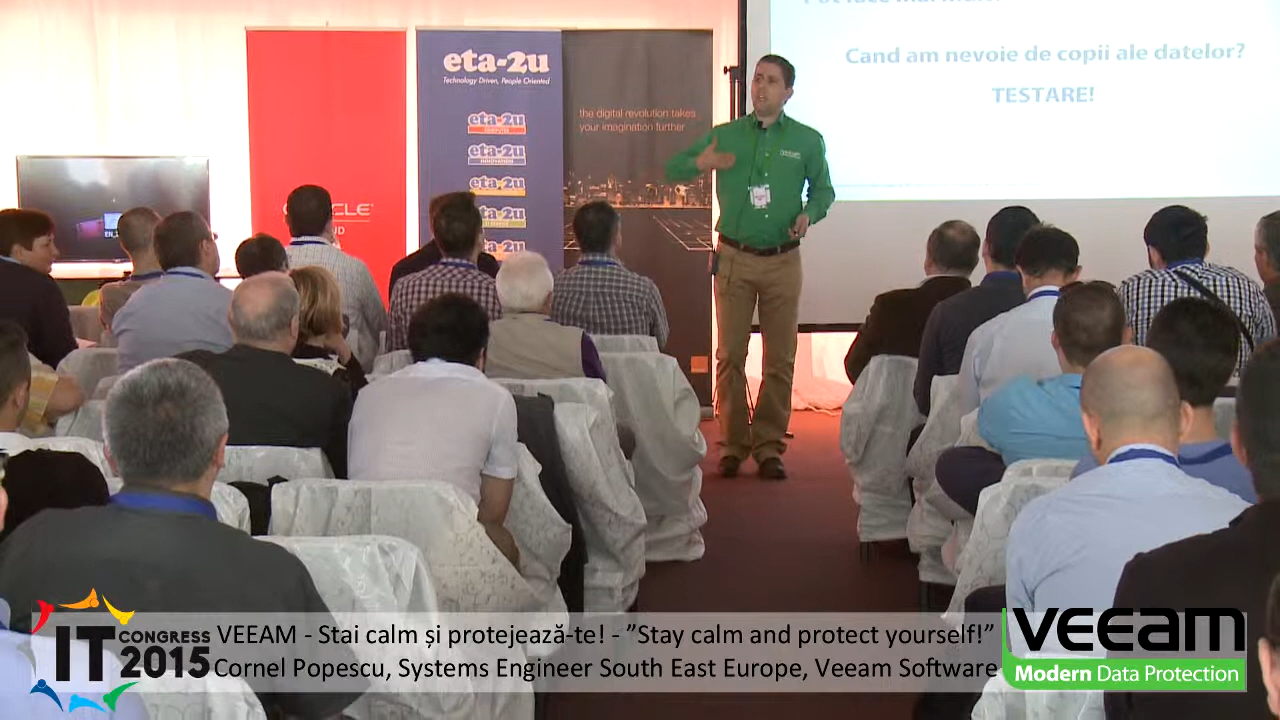 Cand am nevoie de copii ale datelor?
TESTARE!
eta-2u
Technology Driven, People Oriented
eta-2u
COMPUTER
eta-2u
INNOVATION
eta-2u
eta-2u
eta-2u
the digital revolution takes
your imagination further
IT CONGRESS
2015
VEEAM - Stai calm și protejează-te! - ”Stay calm and protect yourself!”
Cornel Popescu, Systems Engineer South East Europe, Veeam Software
veeam
Modern Data Protection